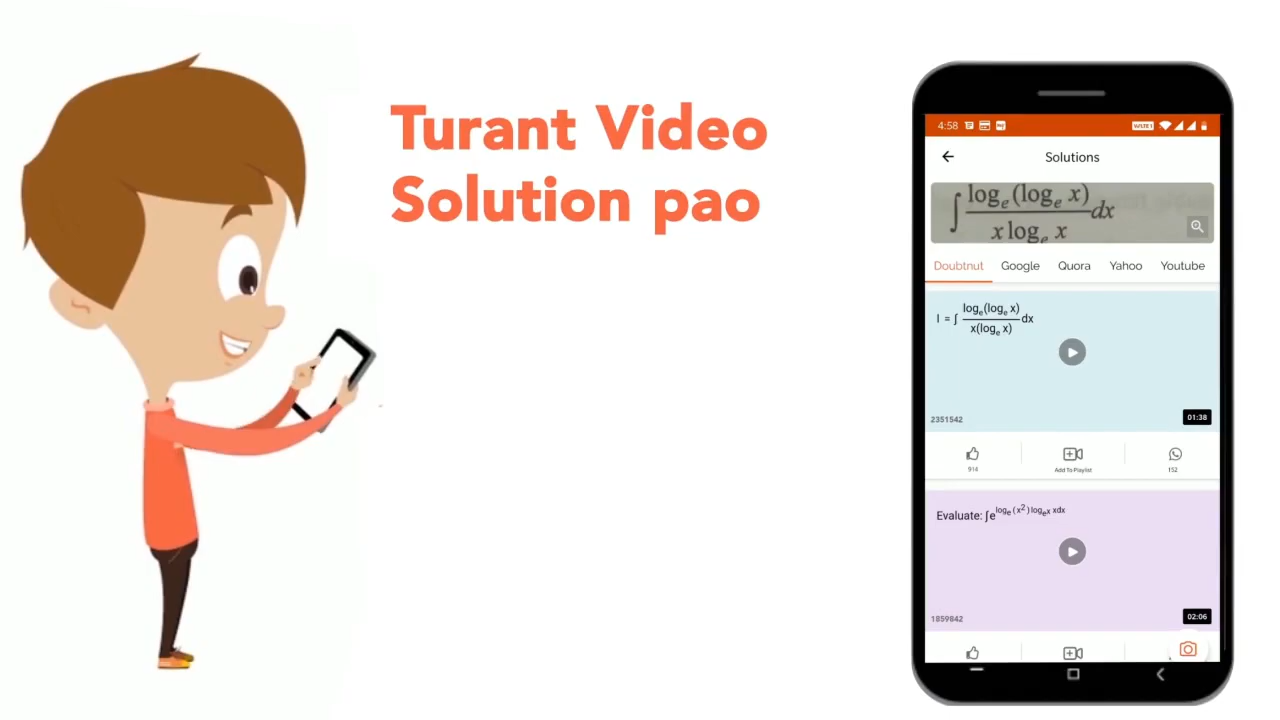 Turant Video
Solution pao
4:58
VoLTE1
Solutions
∫ logₑ(logₑ x) / x logₑ x dx
Doubtnut Google Quora Yahoo Youtube
I = ∫ logₑ(logₑ x) / x(logₑ x) dx
2351542 01:38
914 Add To Playlist 152
Evaluate: ∫e^logₑ(x²)logₑx xdx
1859842 02:06